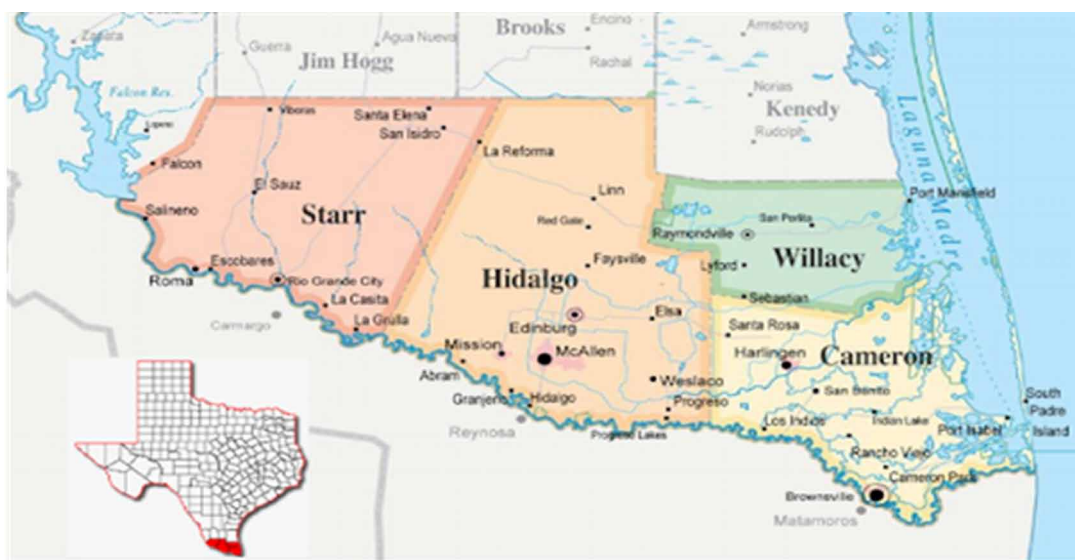 Zapata
Guerra
Agua Nueva
Jim Hogg
Brooks
Encino
Rachal
Armstrong
Norias
Kenedy
Rudolph
Falcon Res.
Lopeno
Falcon
Viboras
Santa Elena
San Isidro
La Reforma
El Sauz
Salineno
Starr
Linn
Red Gate
Port Mansfield
Laguna Madre
San Perlita
Raymondville
Willacy
Lyford
Sebastian
Escobares
Roma
Rio Grande City
La Casita
La Grulla
Camargo
Hidalgo
Faysville
Edinburg
Elsa
Mission
McAllen
Abram
Weslaco
Granjeno
Hidalgo
Progreso
Progreso Lakes
Reynosa
Santa Rosa
Harlingen
Cameron
San Benito
Los Indios
Indian Lake
Port Isabel
South
Padre
Island
Rancho Viejo
Cameron Park
Brownsville
Matamoros